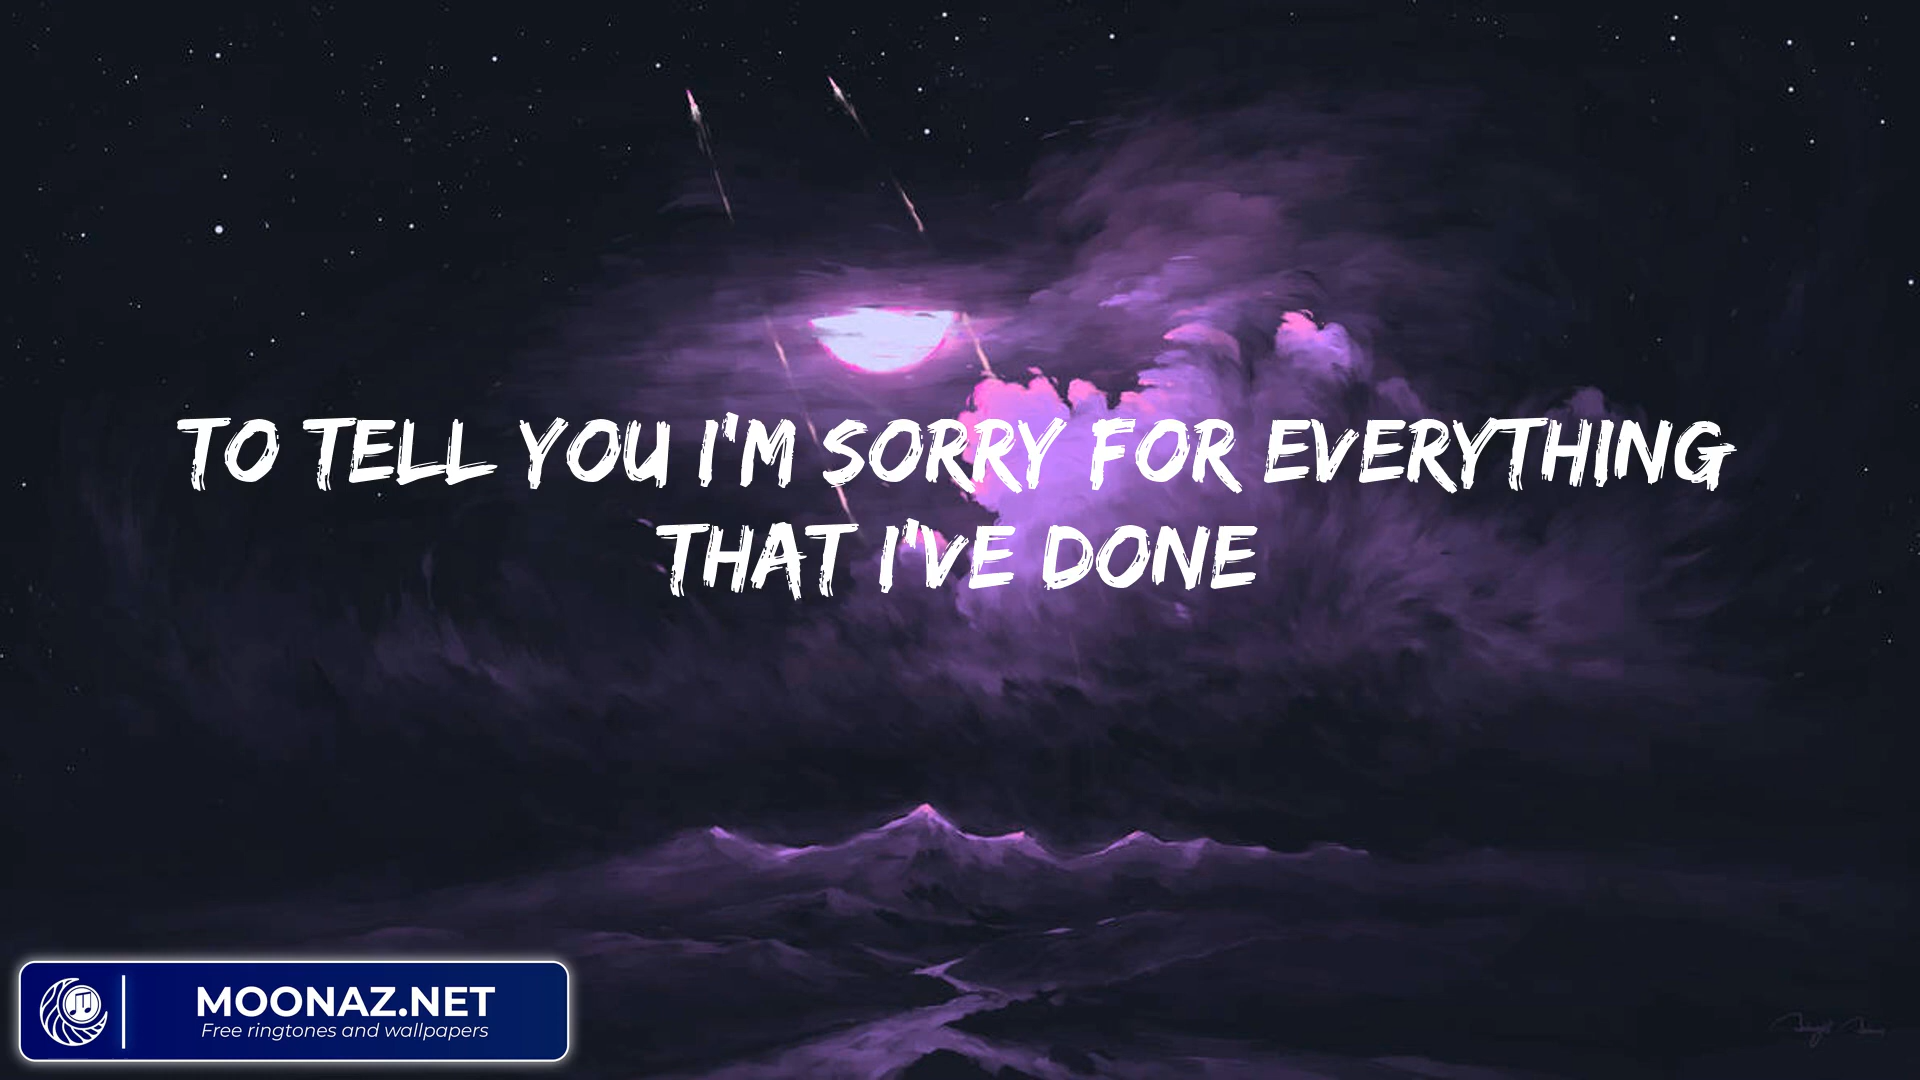 TO TELL YOU I'M SORRY FOR EVERYTHING
THAT I'VE DONE
MOONAZ.NET
Free ringtones and wallpapers